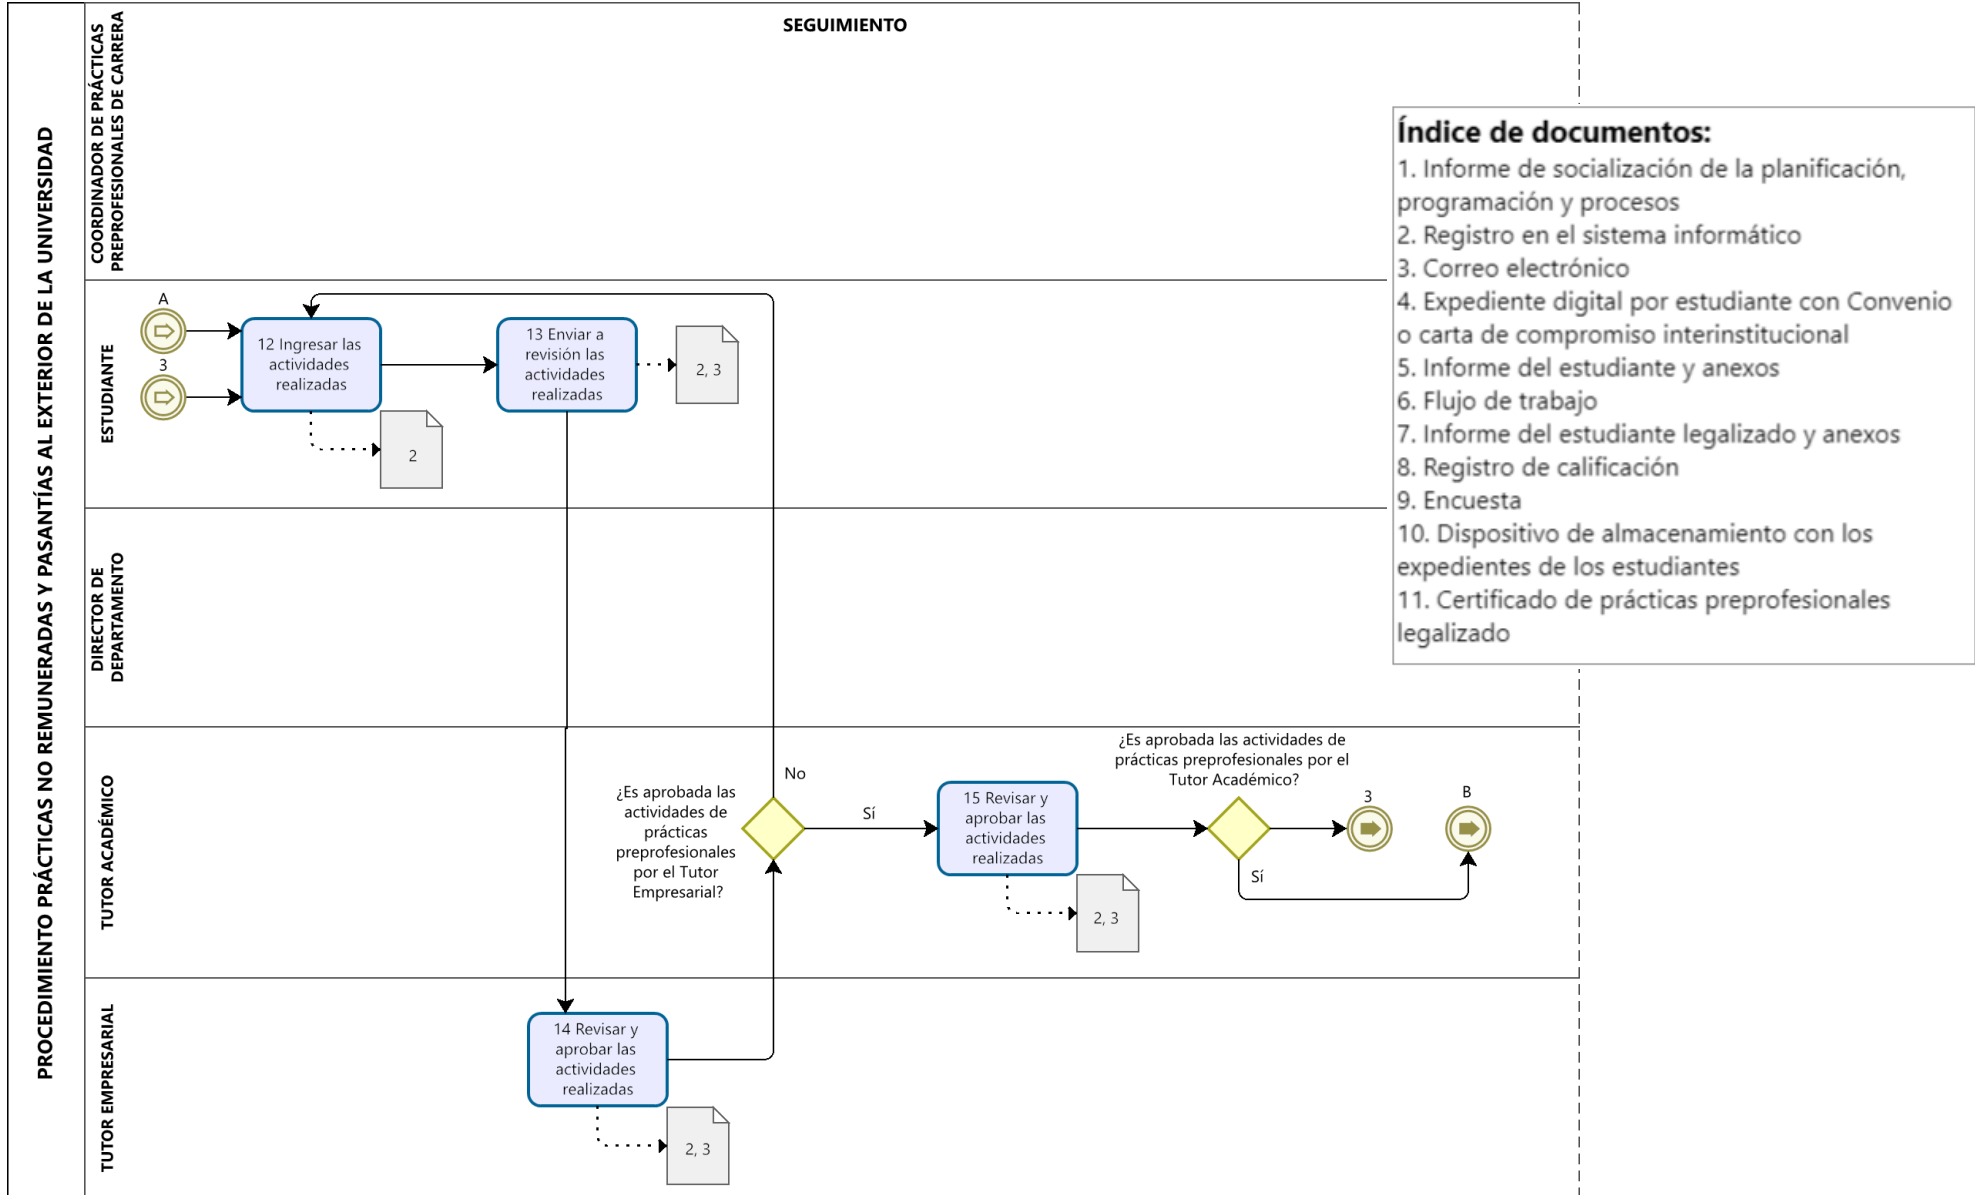 PROCEDIMIENTO PRÁCTICAS NO REMUNERADAS Y PASANTÍAS AL EXTERIOR DE LA UNIVERSIDAD
SEGUIMIENTO
COORDINADOR DE PRÁCTICAS
PREPROFESIONALES DE CARRERA
ESTUDIANTE
A
3
12 Ingresar las
actividades
realizadas
2
13 Enviar a
revisión las
actividades
realizadas
2, 3
DIRECTOR DE
DEPARTAMENTO
TUTOR ACADÉMICO
¿Es aprobada las
actividades de
prácticas
preprofesionales
por el Tutor
Empresarial?
No
Sí
15 Revisar y
aprobar las
actividades
realizadas
2, 3
¿Es aprobada las actividades de
prácticas preprofesionales por el
Tutor Académico?
Sí
3
B
TUTOR EMPRESARIAL
14 Revisar y
aprobar las
actividades
realizadas
2, 3
Índice de documentos:
1. Informe de socialización de la planificación,
programación y procesos
2. Registro en el sistema informático
3. Correo electrónico
4. Expediente digital por estudiante con Convenio
o carta de compromiso interinstitucional
5. Informe del estudiante y anexos
6. Flujo de trabajo
7. Informe del estudiante legalizado y anexos
8. Registro de calificación
9. Encuesta
10. Dispositivo de almacenamiento con los
expedientes de los estudiantes
11. Certificado de prácticas preprofesionales
legalizado